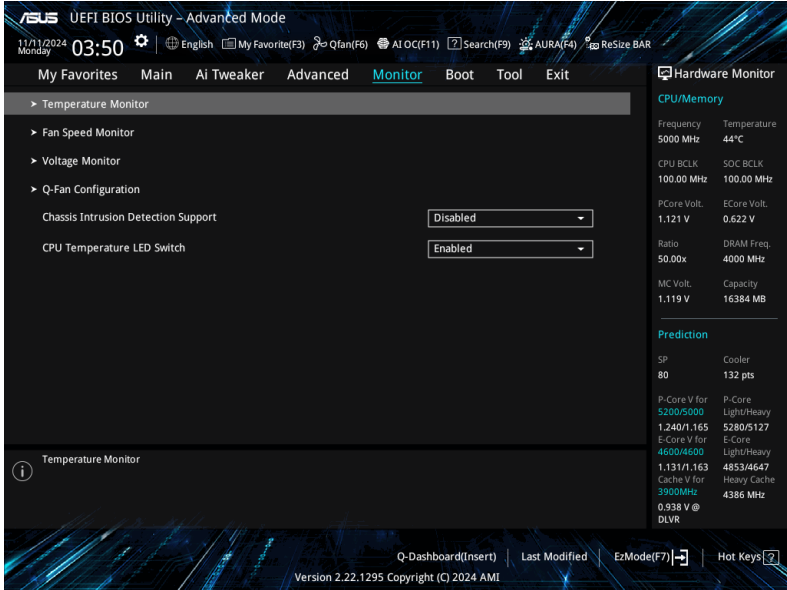 ASUS UEFI BIOS Utility – Advanced Mode
11/11/2024 Monday 03:50 English My Favorite(F3) Qfan(F6) AI OC(F11) ? Search(F9) AURA(F4) ReSize BAR
My Favorites Main Ai Tweaker Advanced Monitor Boot Tool Exit
Temperature Monitor
Fan Speed Monitor
Voltage Monitor
Q-Fan Configuration
Chassis Intrusion Detection Support Disabled
CPU Temperature LED Switch Enabled
Temperature Monitor
Hardware Monitor
CPU/Memory
Frequency Temperature
5000 MHz 44°C
CPU BCLK SOC BCLK
100.00 MHz 100.00 MHz
PCore Volt. ECore Volt.
1.121 V 0.622 V
Ratio DRAM Freq.
50.00x 4000 MHz
MC Volt. Capacity
1.119 V 16384 MB
Prediction
SP Cooler
80 132 pts
P-Core V for P-Core
5200/5000 Light/Heavy
1.240/1.165 5280/5127
E-Core V for E-Core
4600/4600 Light/Heavy
1.131/1.163 4853/4647
Cache V for Heavy Cache
3900MHz 4386 MHz
0.938 V @
DLVR
Q-Dashboard(Insert) Last Modified EzMode(F7) Hot Keys ?
Version 2.22.1295 Copyright (C) 2024 AMI